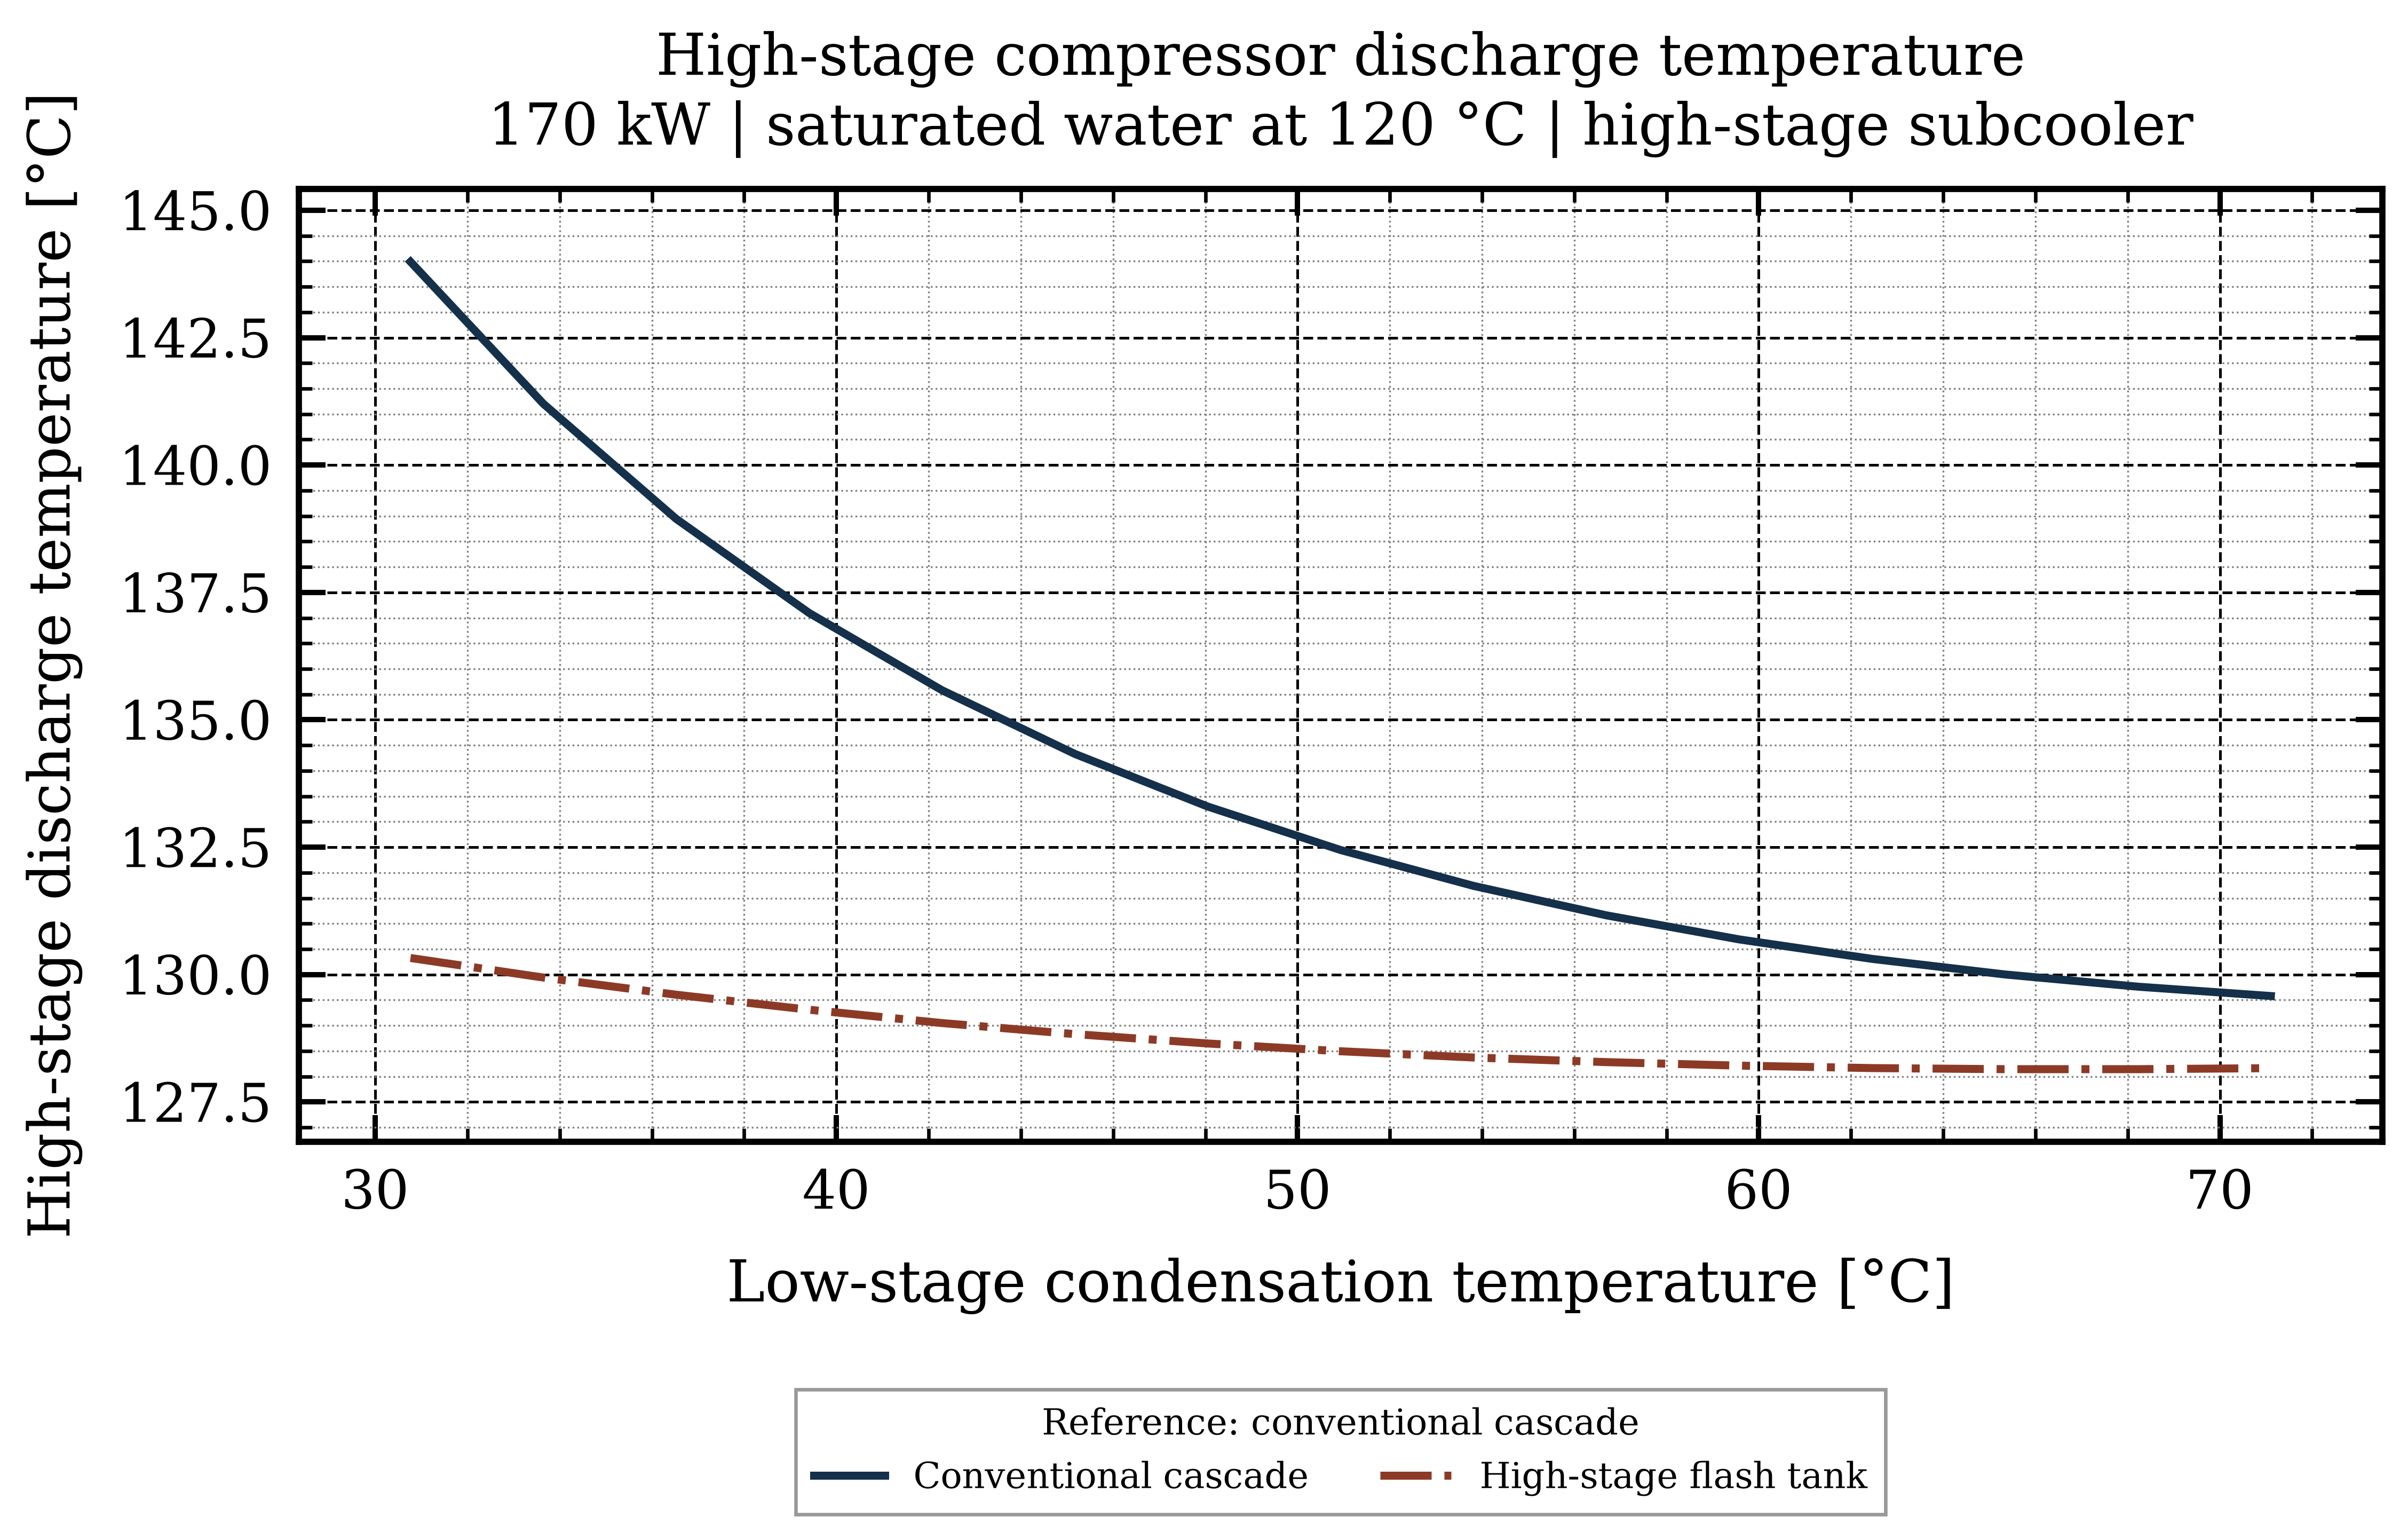 High-stage compressor discharge temperature
170 kW | saturated water at 120 °C | high-stage subcooler
High-stage discharge temperature [°C]
145.0
142.5
140.0
137.5
135.0
132.5
130.0
127.5
30 40 50 60 70
Low-stage condensation temperature [°C]
Reference: conventional cascade
Conventional cascade High-stage flash tank